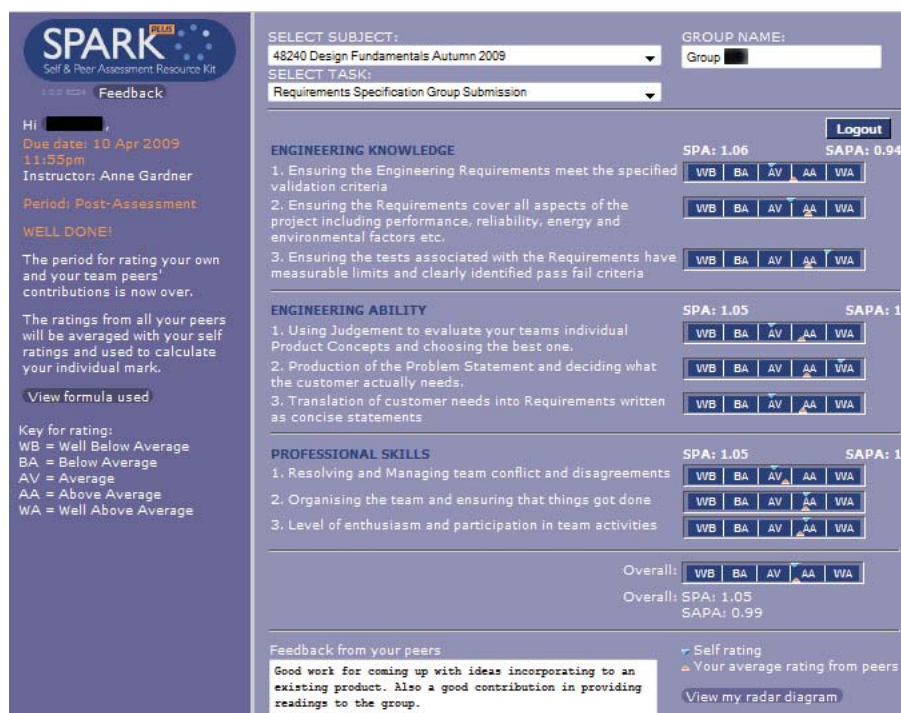 SPARK PLUS
Self & Peer Assessment Resource Kit
Feedback
Hi ,
Due date: 10 Apr 2009
11:55pm
Instructor: Anne Gardner
Period: Post-Assessment
WELL DONE!
The period for rating your own
and your team peers'
contributions is now over.
The ratings from all your peers
will be averaged with your self
ratings and used to calculate
your individual mark.
View formula used
Key for rating:
WB = Well Below Average
BA = Below Average
AV = Average
AA = Above Average
WA = Well Above Average
SELECT SUBJECT:
48240 Design Fundamentals Autumn 2009
SELECT TASK:
Requirements Specification Group Submission
GROUP NAME:
Group
Logout
ENGINEERING KNOWLEDGE SPA: 1.06 SAPA: 0.94
1. Ensuring the Engineering Requirements meet the specified
validation criteria
WB BA AV AA WA
2. Ensuring the Requirements cover all aspects of the
project including performance, reliability, energy and
environmental factors etc.
WB BA AV AA WA
3. Ensuring the tests associated with the Requirements have
measurable limits and clearly identified pass fail criteria
WB BA AV AA WA
ENGINEERING ABILITY SPA: 1.05 SAPA: 1
1. Using Judgement to evaluate your teams individual
Product Concepts and choosing the best one.
WB BA AV AA WA
2. Production of the Problem Statement and deciding what
the customer actually needs.
WB BA AV AA WA
3. Translation of customer needs into Requirements written
as concise statements
WB BA AV AA WA
PROFESSIONAL SKILLS SPA: 1.05 SAPA: 1
1. Resolving and Managing team conflict and disagreements
WB BA AV AA WA
2. Organising the team and ensuring that things got done
WB BA AV AA WA
3. Level of enthusiasm and participation in team activities
WB BA AV AA WA
Overall: WB BA AV AA WA
Overall: SPA: 1.05
SAPA: 0.99
Feedback from your peers
Good work for coming up with ideas incorporating to an
existing product. Also a good contribution in providing
readings to the group.
Self rating
Your average rating from peers
View my radar diagram